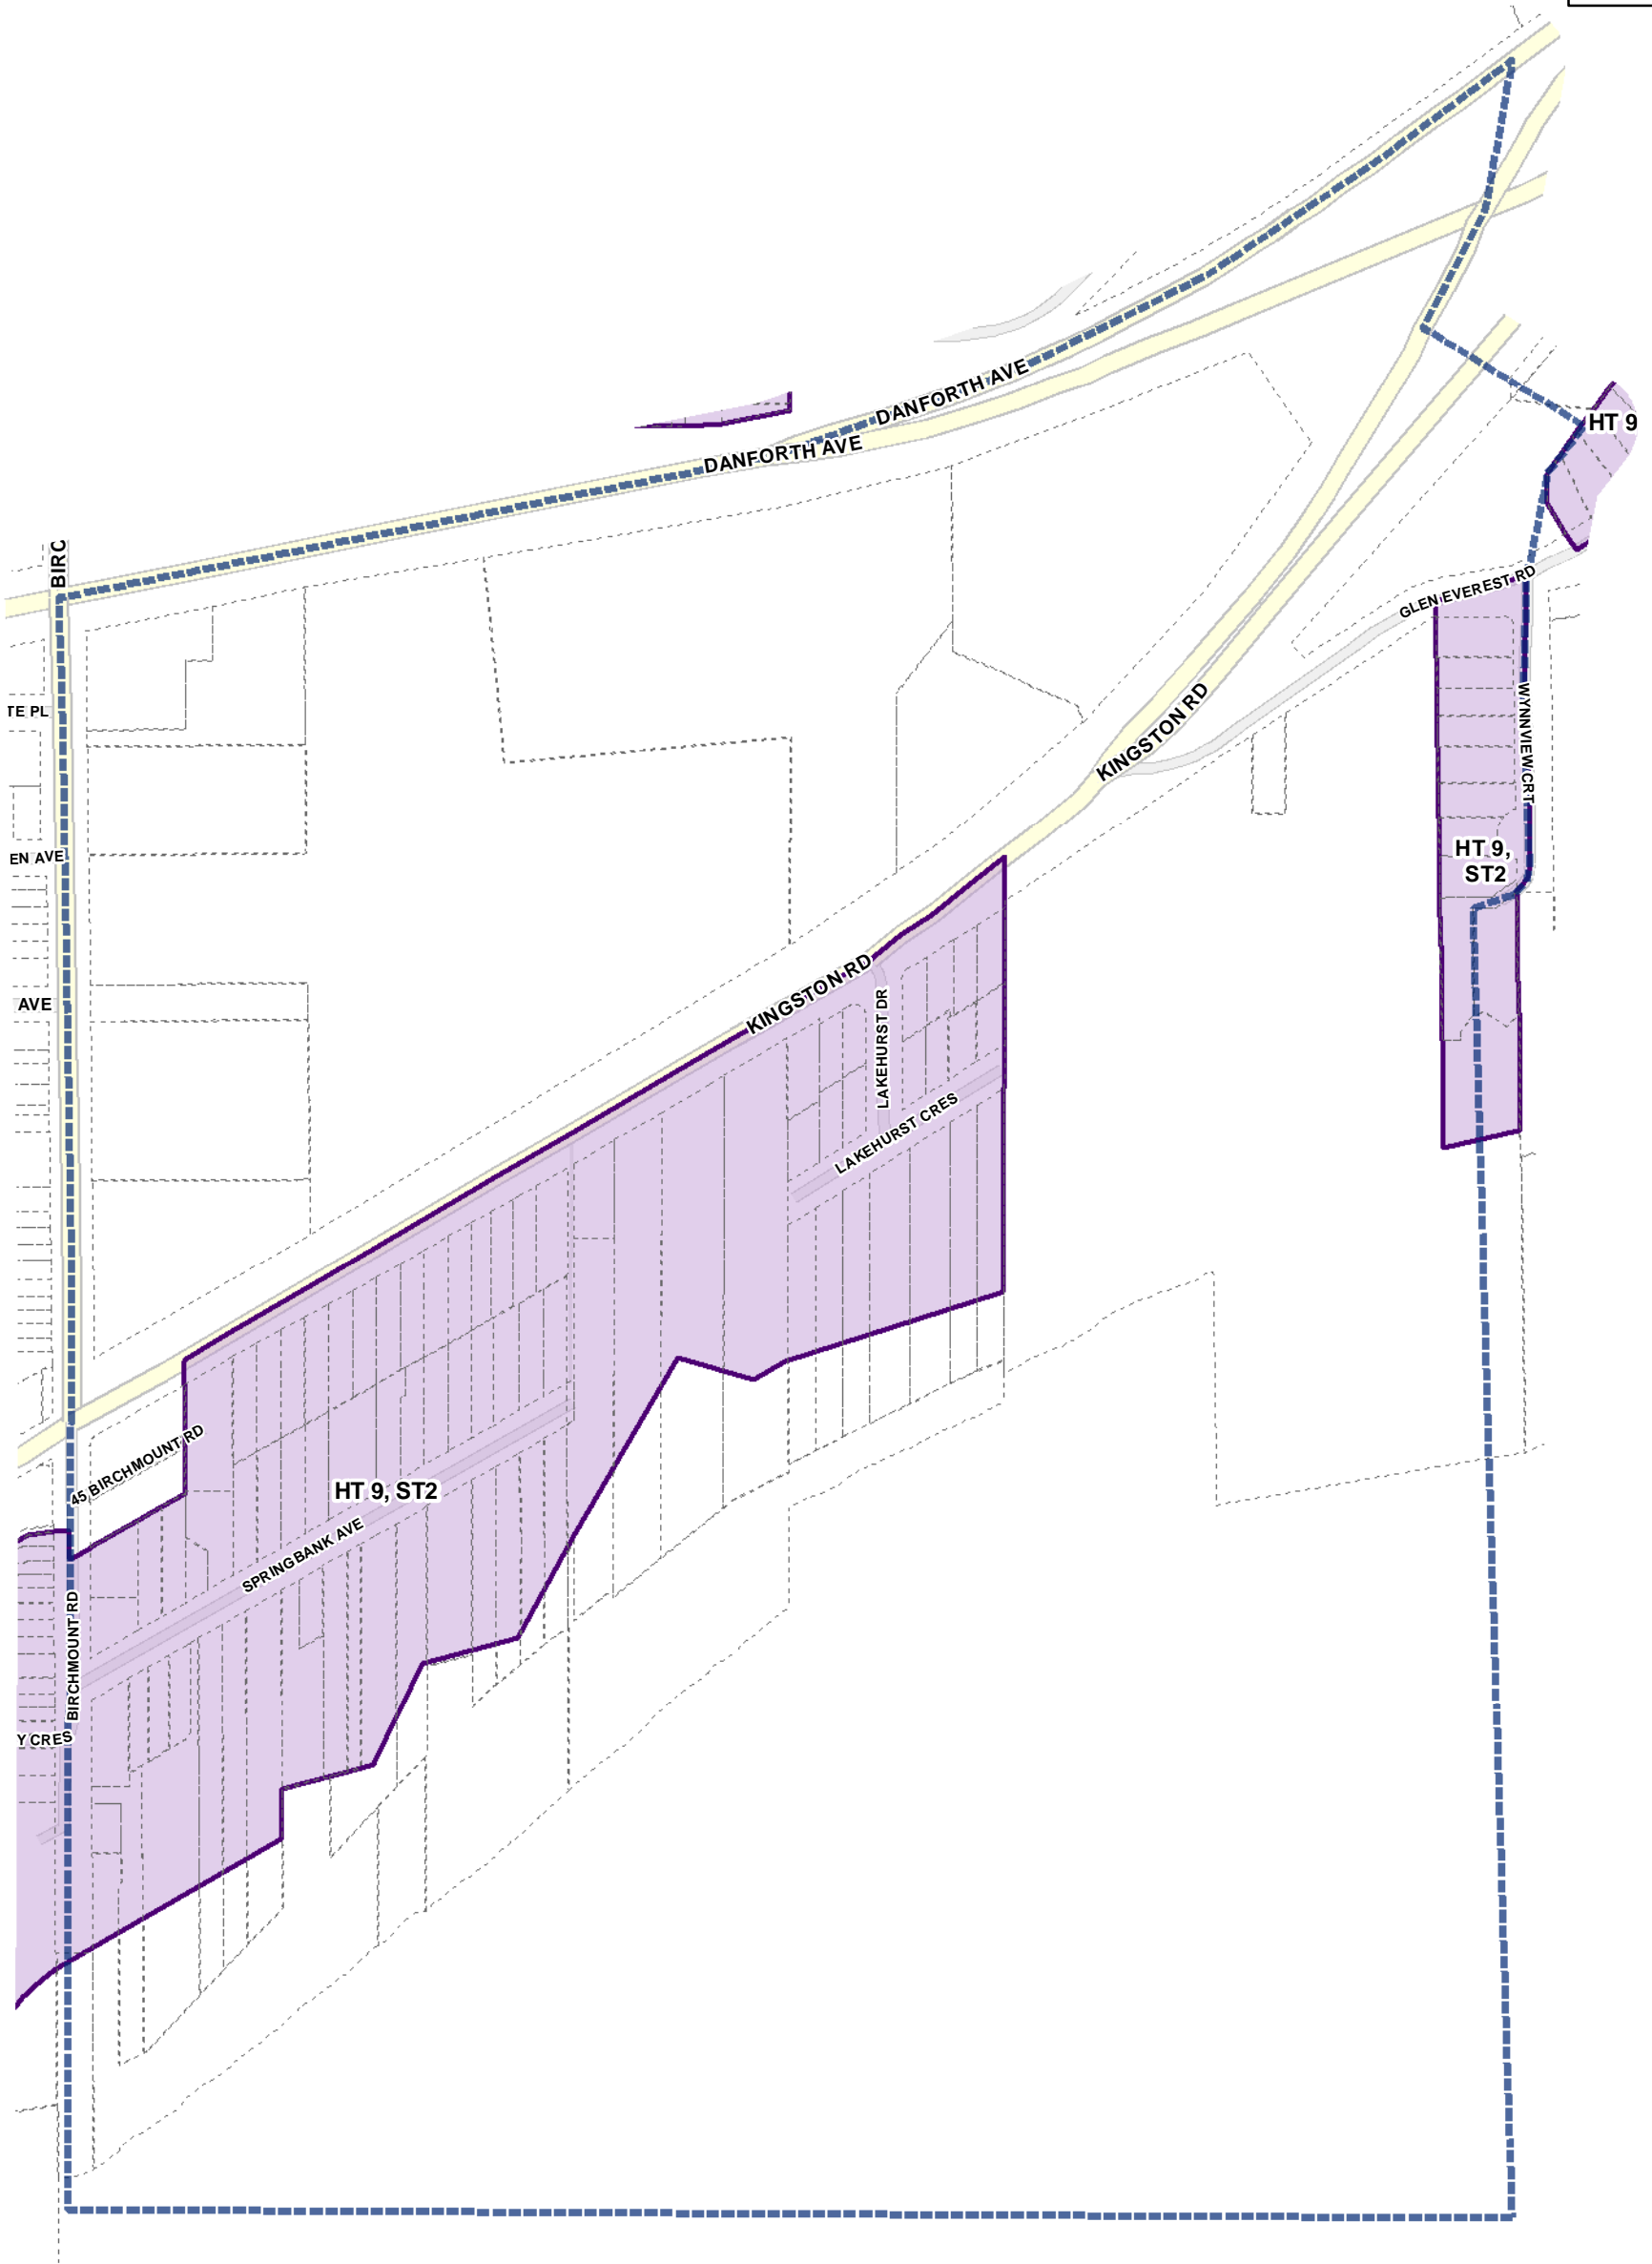 DANFORTH AVE
HT 9
DANFORTH AVE
BIRC
GLEN EVEREST RD
TE PL
KINGSTON RD
WYNNVIEW CRT
EN AVE
HT 9,
ST2
KINGSTON RD
AVE
LAKEHURST DR
LAKEHURST CRES
45 BIRCHMOUNT RD
HT 9, ST2
SPRINGBANK AVE
BIRCHMOUNT RD
Y CRES